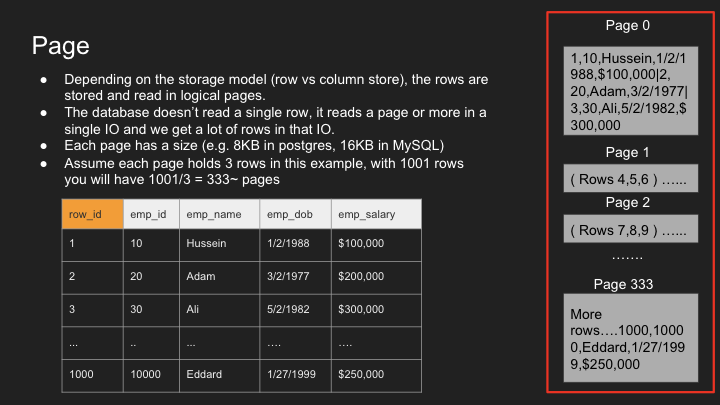 Page
● Depending on the storage model (row vs column store), the rows are
stored and read in logical pages.
● The database doesn't read a single row, it reads a page or more in a
single IO and we get a lot of rows in that IO.
● Each page has a size (e.g. 8KB in postgres, 16KB in MySQL)
● Assume each page holds 3 rows in this example, with 1001 rows
you will have 1001/3 = 333~ pages
row_id emp_id emp_name emp_dob emp_salary
1 10 Hussein 1/2/1988 $100,000
2 20 Adam 3/2/1977 $200,000
3 30 Ali 5/2/1982 $300,000
... .. ... .... ....
1000 10000 Eddard 1/27/1999 $250,000
Page 0
1,10,Hussein,1/2/1
988,$100,000|2,
20,Adam,3/2/1977|
3,30,Ali,5/2/1982,$
300,000
Page 1
( Rows 4,5,6 ) …...
Page 2
( Rows 7,8,9 ) …...
…….
Page 333
More
rows….1000,1000
0,Eddard,1/27/199
9,$250,000